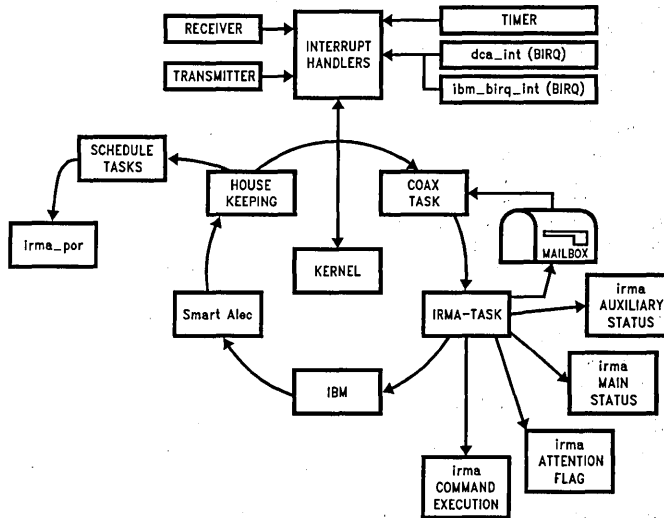 RECEIVER
TRANSMITTER
INTERRUPT
HANDLERS
TIMER
dca_int (BIRQ)
ibm_birq_int (BIRQ)
SCHEDULE
TASKS
HOUSE
KEEPING
COAX
TASK
irma_por
MAILBOX
KERNEL
Smart Alec
IRMA-TASK
irma
AUXILIARY
STATUS
IBM
irma
MAIN
STATUS
irma
ATTENTION
FLAG
irma
COMMAND
EXECUTION